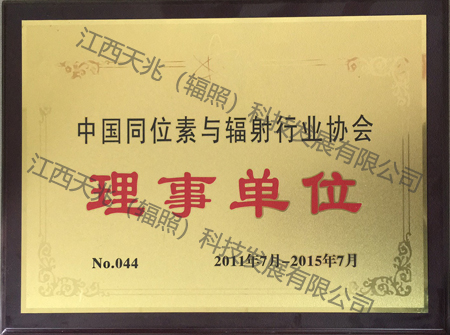 江西天兆（辐照）科技发展有限公司
中国同位素与辐射行业协会
理事单位
江西天兆（辐照）科技发展有限公司
No.044 2011年7月-2015年7月